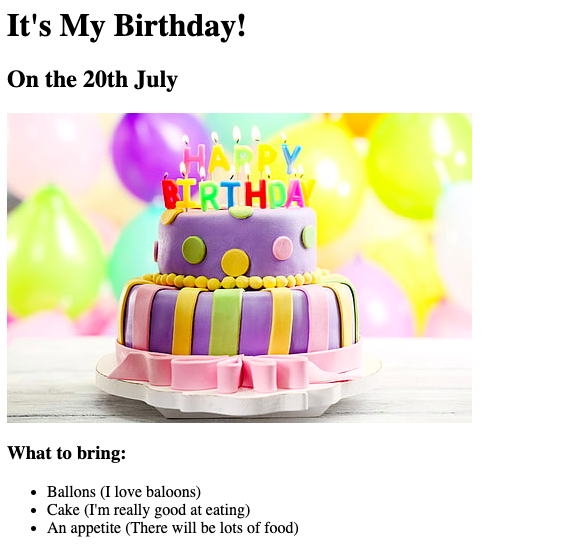 It's My Birthday!
On the 20th July
HAPPY
BIRTHDAY
What to bring:
Ballons (I love baloons)
Cake (I'm really good at eating)
An appetite (There will be lots of food)